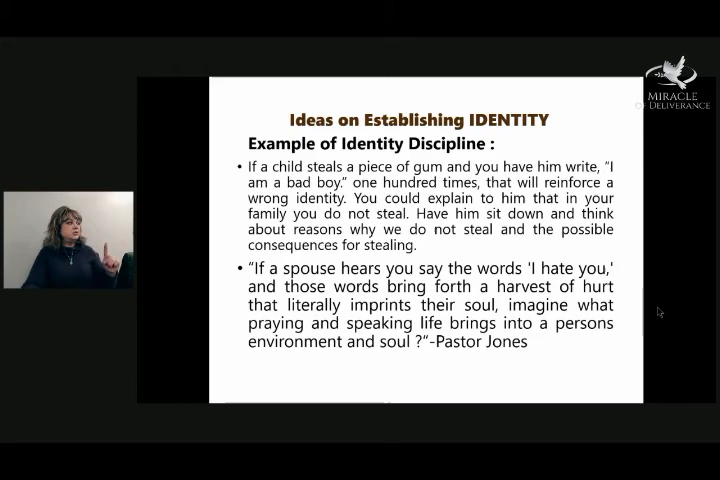 MIRACLE
OF DELIVERANCE
Ideas on Establishing IDENTITY
Example of Identity Discipline :
• If a child steals a piece of gum and you have him write, “I
am a bad boy.” one hundred times, that will reinforce a
wrong identity. You could explain to him that in your
family you do not steal. Have him sit down and think
about reasons why we do not steal and the possible
consequences for stealing.
• “If a spouse hears you say the words 'I hate you,'
and those words bring forth a harvest of hurt
that literally imprints their soul, imagine what
praying and speaking life brings into a persons
environment and soul ?”-Pastor Jones